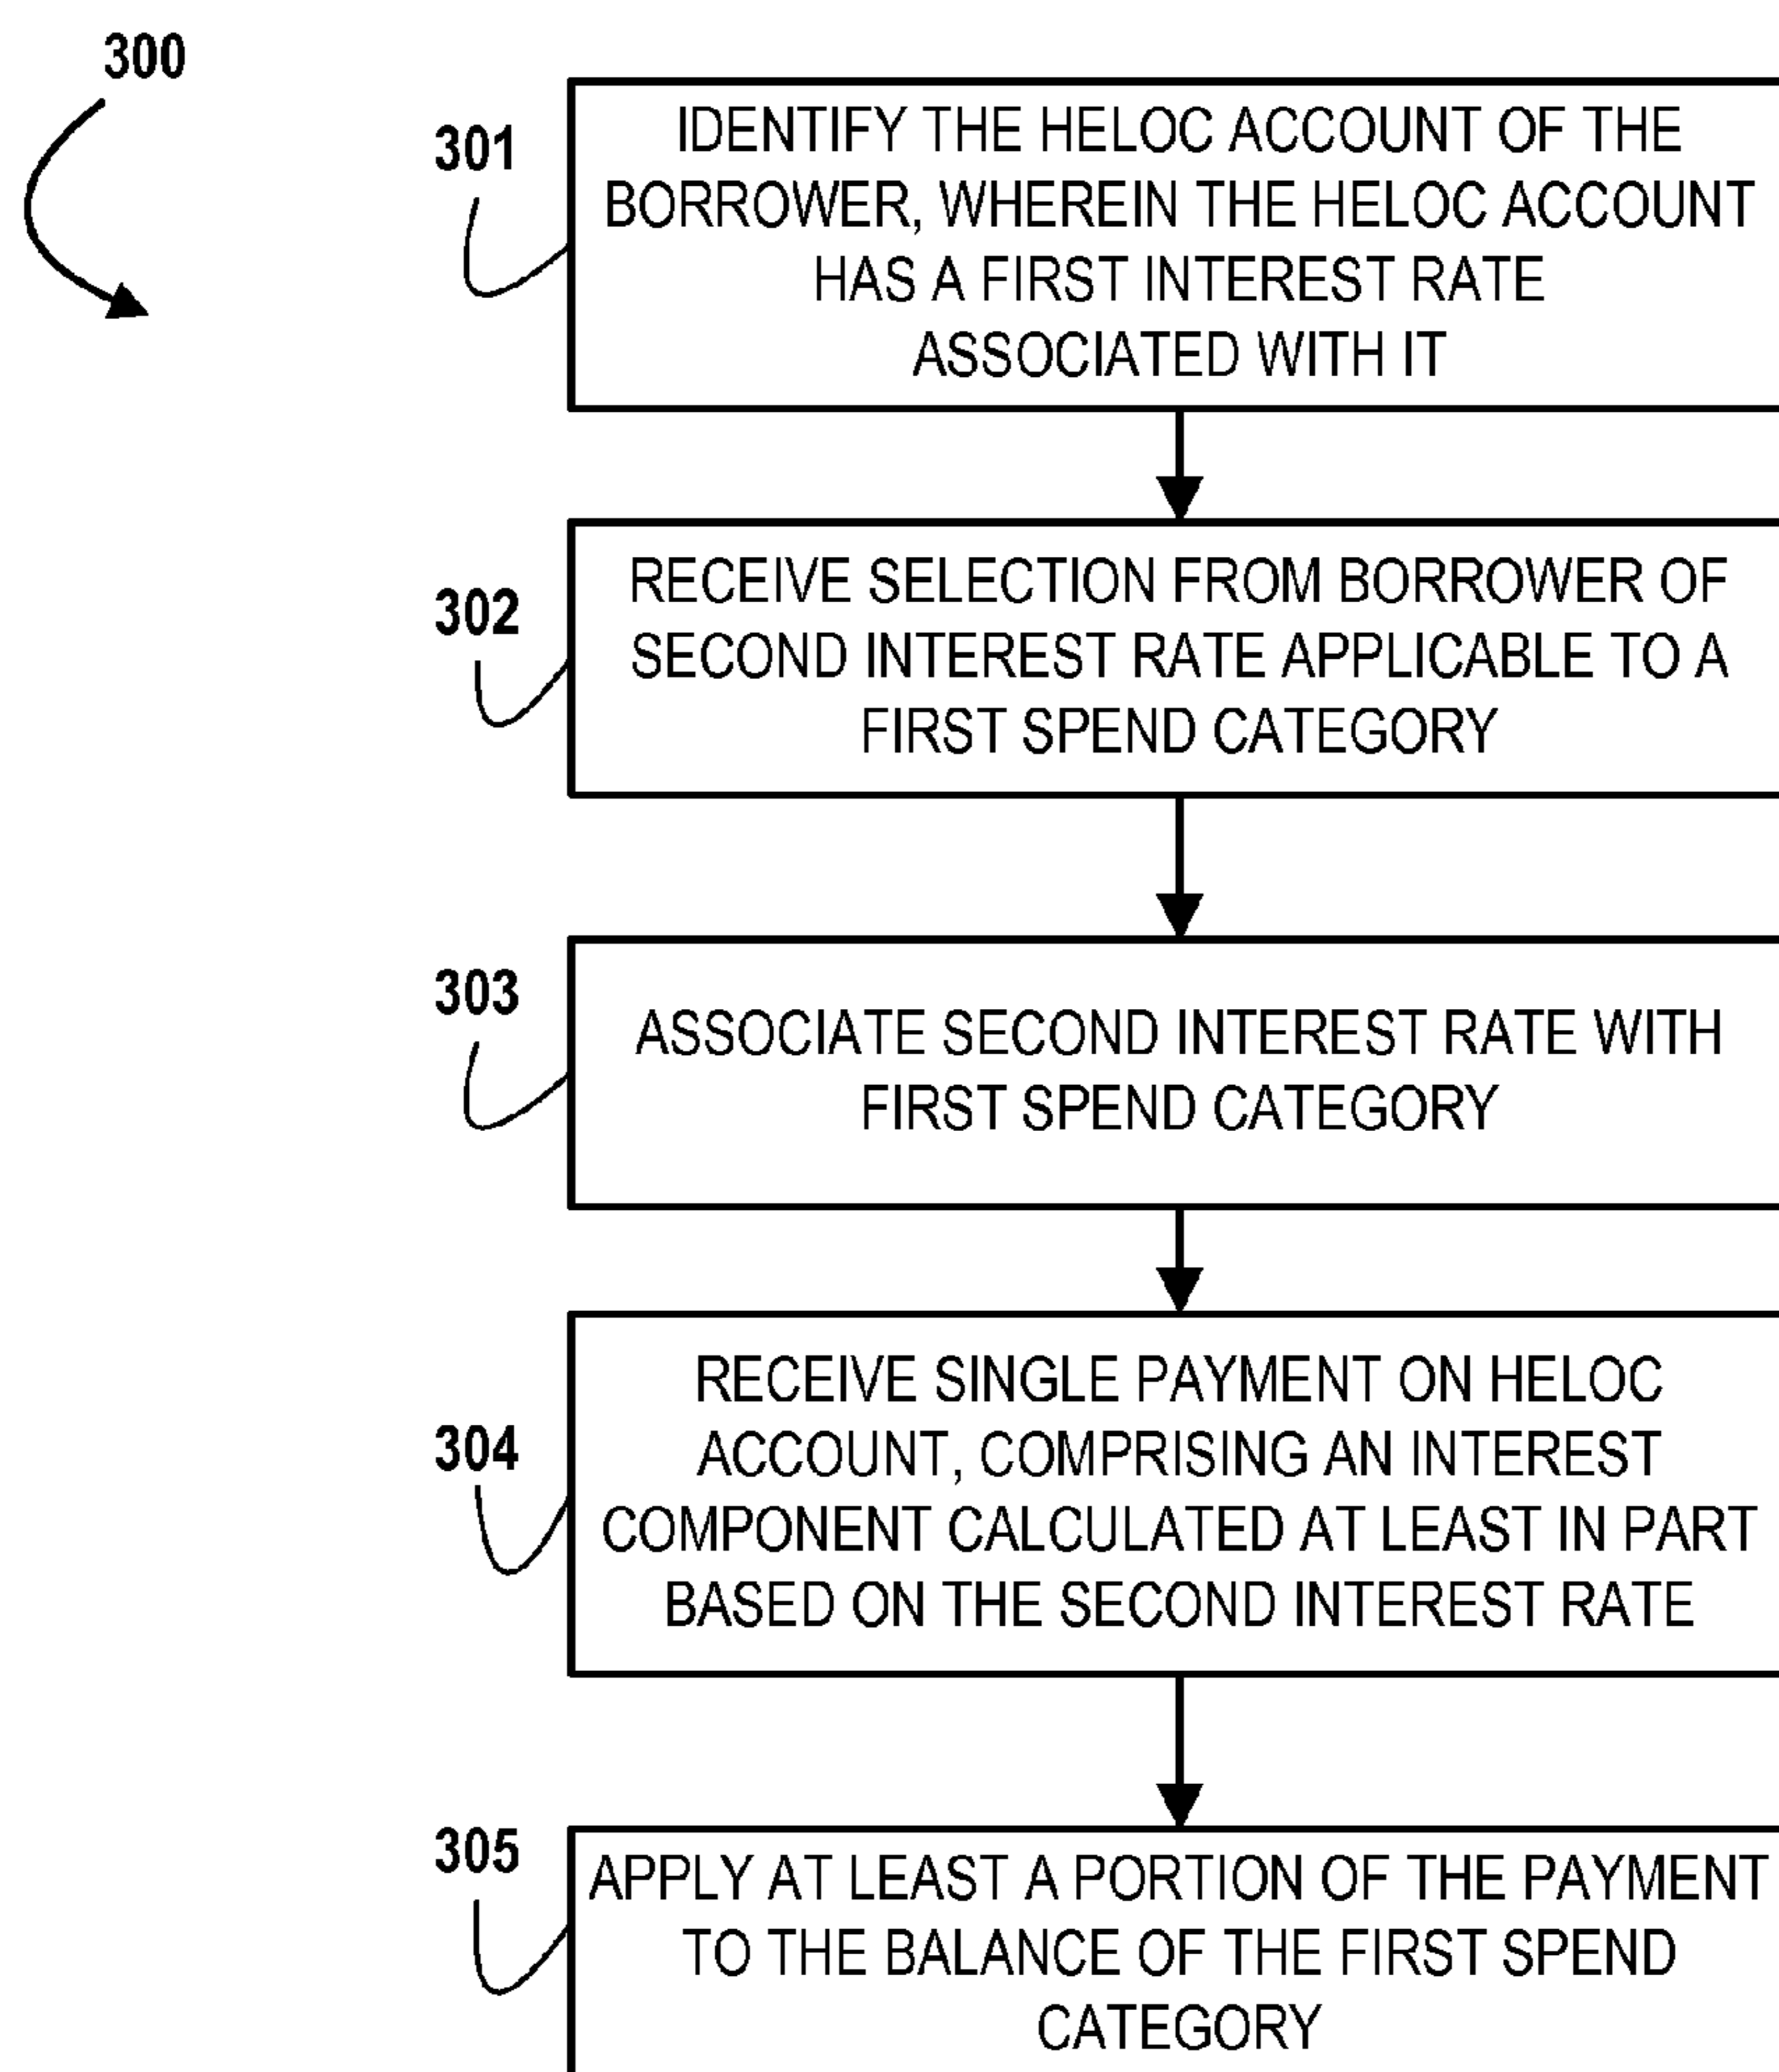 300
301
IDENTIFY THE HELOC ACCOUNT OF THE
BORROWER, WHEREIN THE HELOC ACCOUNT
HAS A FIRST INTEREST RATE
ASSOCIATED WITH IT
302
RECEIVE SELECTION FROM BORROWER OF
SECOND INTEREST RATE APPLICABLE TO A
FIRST SPEND CATEGORY
303
ASSOCIATE SECOND INTEREST RATE WITH
FIRST SPEND CATEGORY
304
RECEIVE SINGLE PAYMENT ON HELOC
ACCOUNT, COMPRISING AN INTEREST
COMPONENT CALCULATED AT LEAST IN PART
BASED ON THE SECOND INTEREST RATE
305
APPLY AT LEAST A PORTION OF THE PAYMENT
TO THE BALANCE OF THE FIRST SPEND
CATEGORY